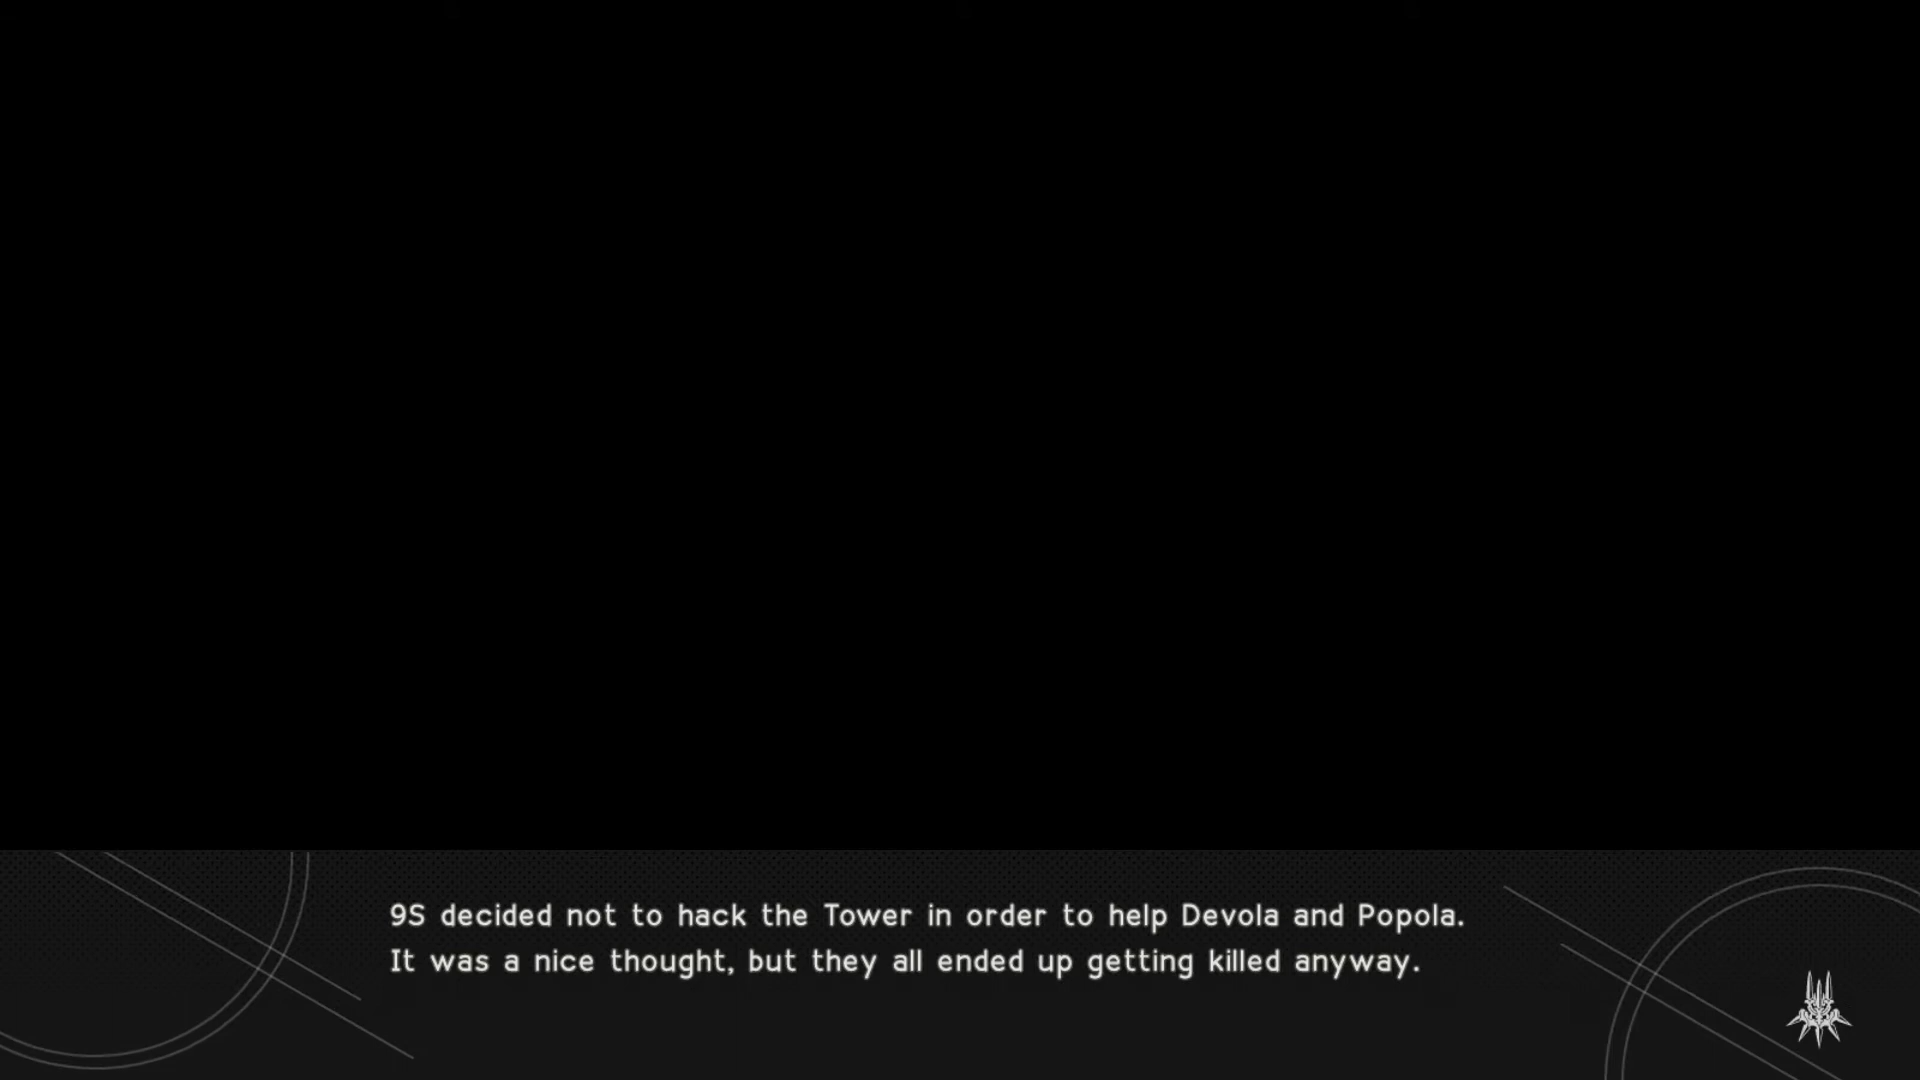 9S decided not to hack the Tower in order to help Devola and Popola.
It was a nice thought, but they all ended up getting killed anyway.